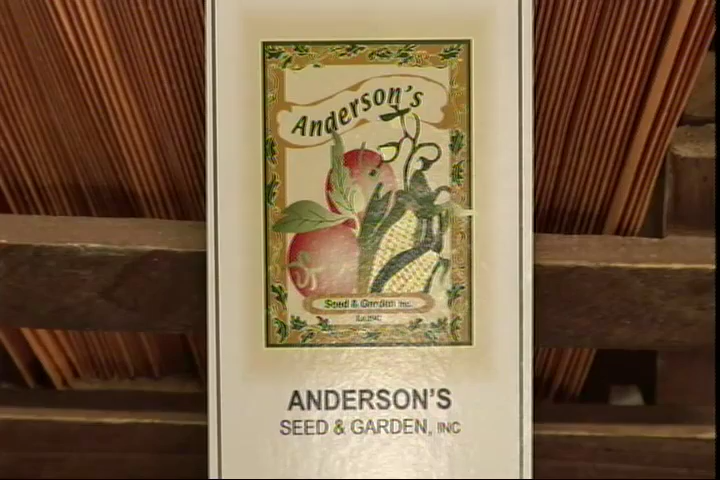 Anderson's
Seed & Garden Inc.
ANDERSON'S
SEED & GARDEN, INC